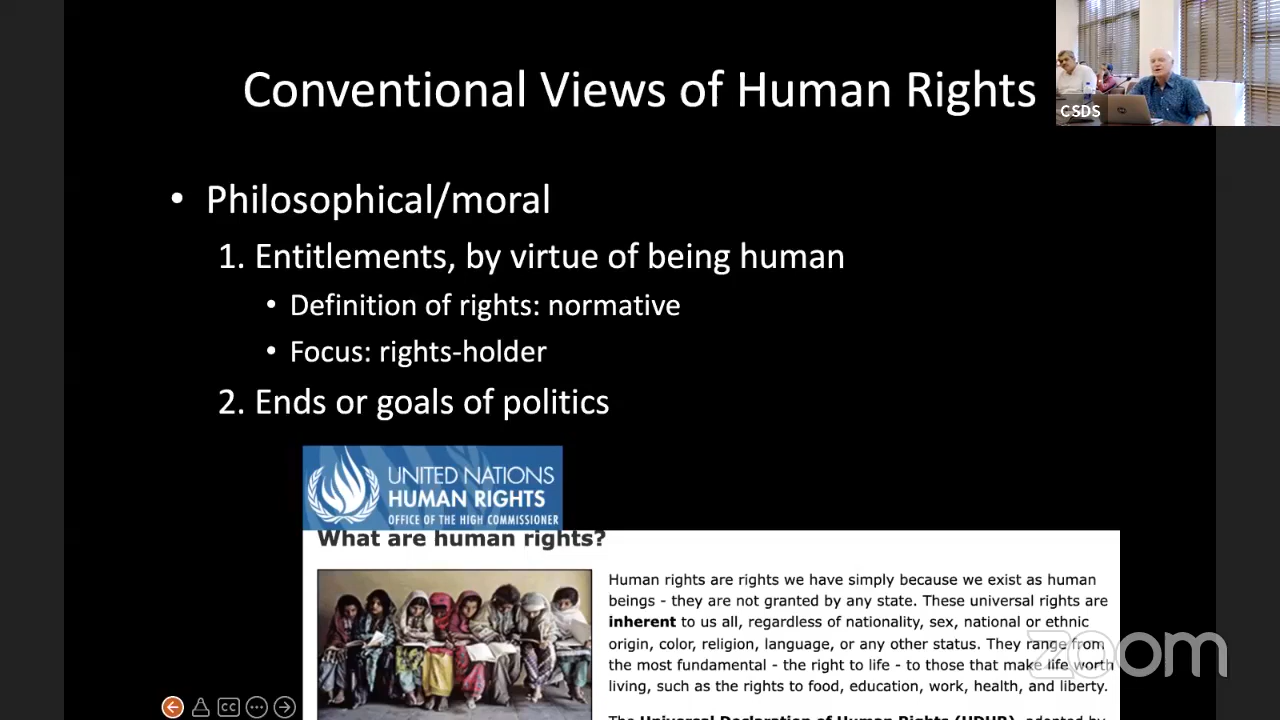 Conventional Views of Human Rights
CSDS
• Philosophical/moral
1. Entitlements, by virtue of being human
• Definition of rights: normative
• Focus: rights-holder
2. Ends or goals of politics
UNITED NATIONS
HUMAN RIGHTS
OFFICE OF THE HIGH COMMISSIONER
What are human rights?
Human rights are rights we have simply because we exist as human
beings - they are not granted by any state. These universal rights are
inherent to us all, regardless of nationality, sex, national or ethnic
origin, color, religion, language, or any other status. They range from
the most fundamental - the right to life - to those that make life worth
living, such as the rights to food, education, work, health, and liberty.
The Universal Declaration of Human Rights (UDHR), adopted by
zoom
CC